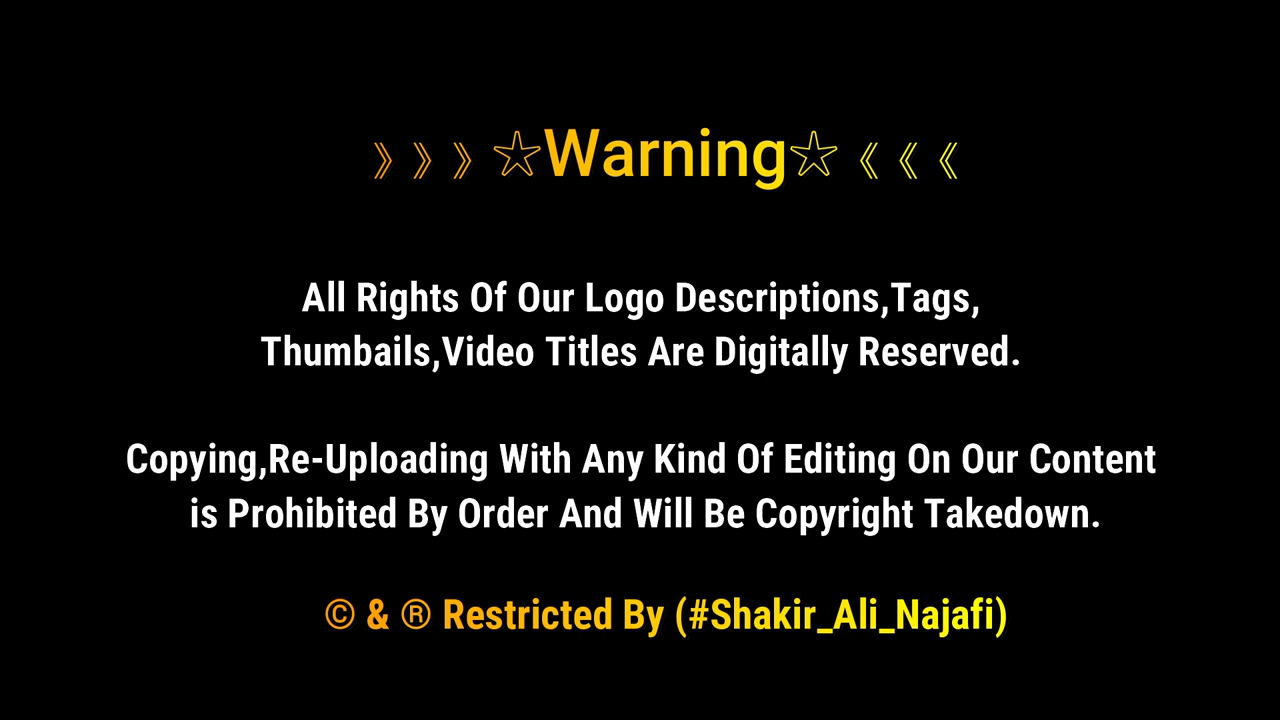 》》》☆Warning☆《《《
All Rights Of Our Logo Descriptions,Tags,
Thumbails,Video Titles Are Digitally Reserved.
Copying,Re-Uploading With Any Kind Of Editing On Our Content
is Prohibited By Order And Will Be Copyright Takedown.
© & ® Restricted By (#Shakir_Ali_Najafi)